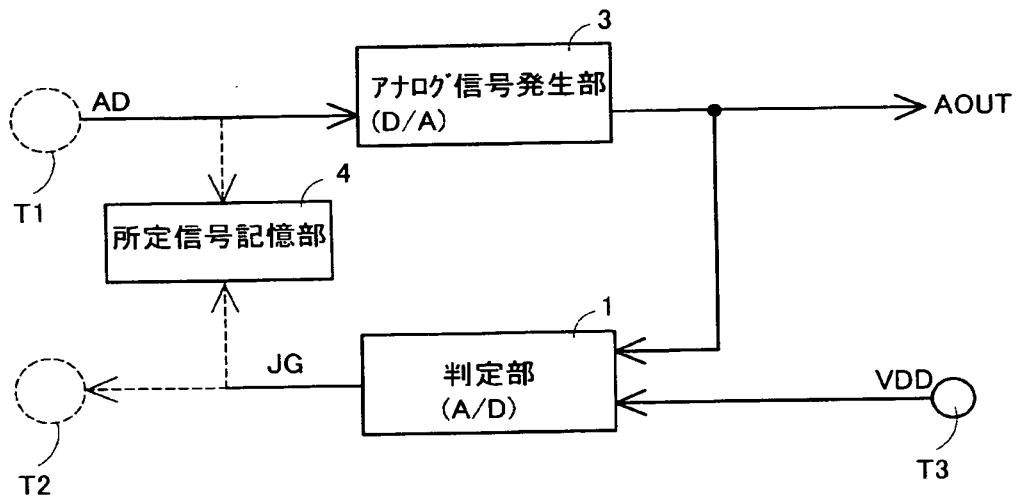 3
アナログ信号発生部
(D/A)
AD
AOUT
T1
4
所定信号記憶部
1
判定部
(A/D)
JG
VDD
T2
T3